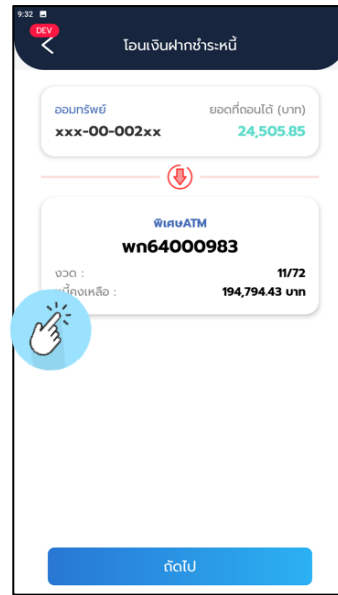 9:32
DEV
โอนเงินฝากชำระหนี้
ออมทรัพย์ ยอดที่ถอนได้ (บาท)
xxx-00-002xx 24,505.85
พิเศษATM
พก64000983
งวด : 11/72
หนี้คงเหลือ : 194,794.43 บาท
ถัดไป